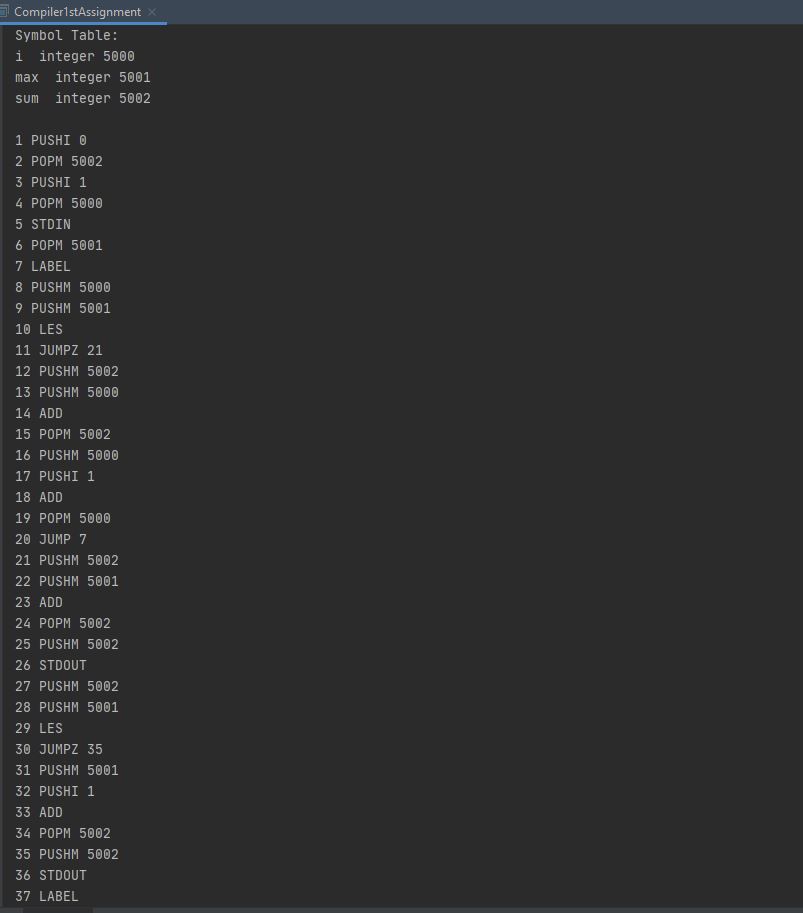 Compiler1stAssignment
Symbol Table:
i  integer 5000
max  integer 5001
sum  integer 5002
1 PUSHI 0
2 POPM 5002
3 PUSHI 1
4 POPM 5000
5 STDIN
6 POPM 5001
7 LABEL
8 PUSHM 5000
9 PUSHM 5001
10 LES
11 JUMPZ 21
12 PUSHM 5002
13 PUSHM 5000
14 ADD
15 POPM 5002
16 PUSHM 5000
17 PUSHI 1
18 ADD
19 POPM 5000
20 JUMP 7
21 PUSHM 5002
22 PUSHM 5001
23 ADD
24 POPM 5002
25 PUSHM 5002
26 STDOUT
27 PUSHM 5002
28 PUSHM 5001
29 LES
30 JUMPZ 35
31 PUSHM 5001
32 PUSHI 1
33 ADD
34 POPM 5002
35 PUSHM 5002
36 STDOUT
37 LABEL